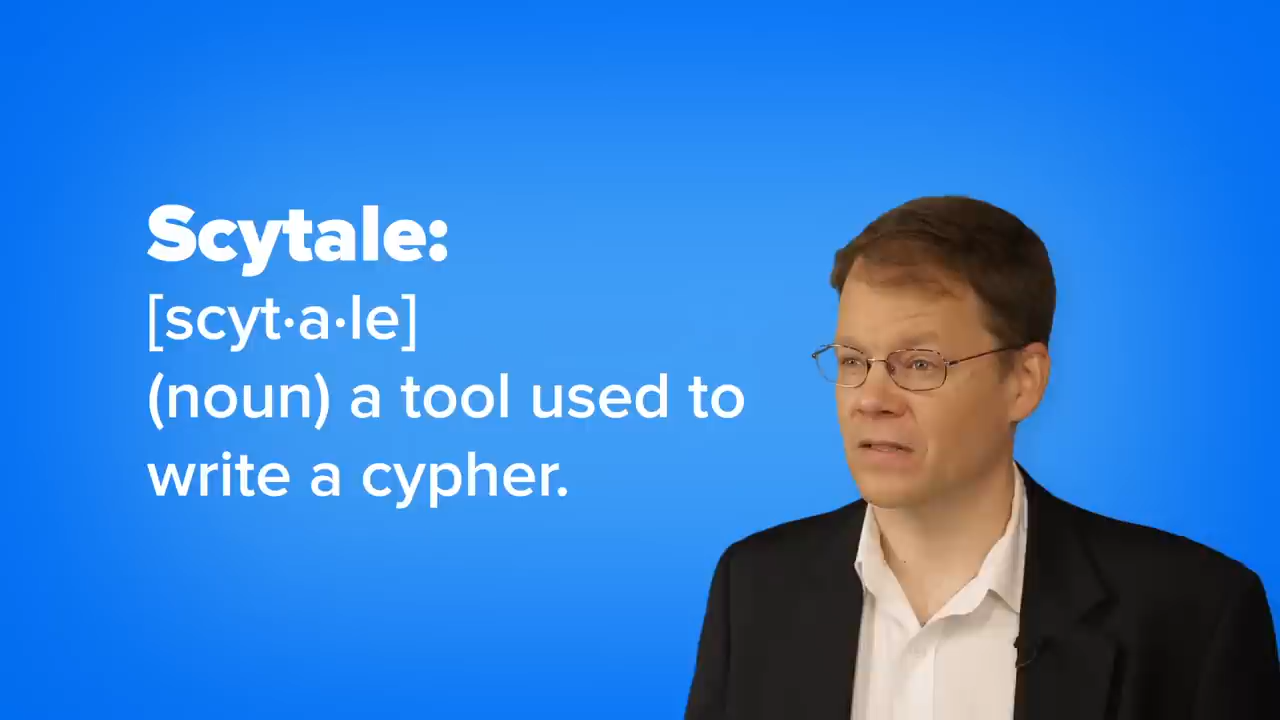 Scytale:
[scyt·a·le]
(noun) a tool used to
write a cypher.